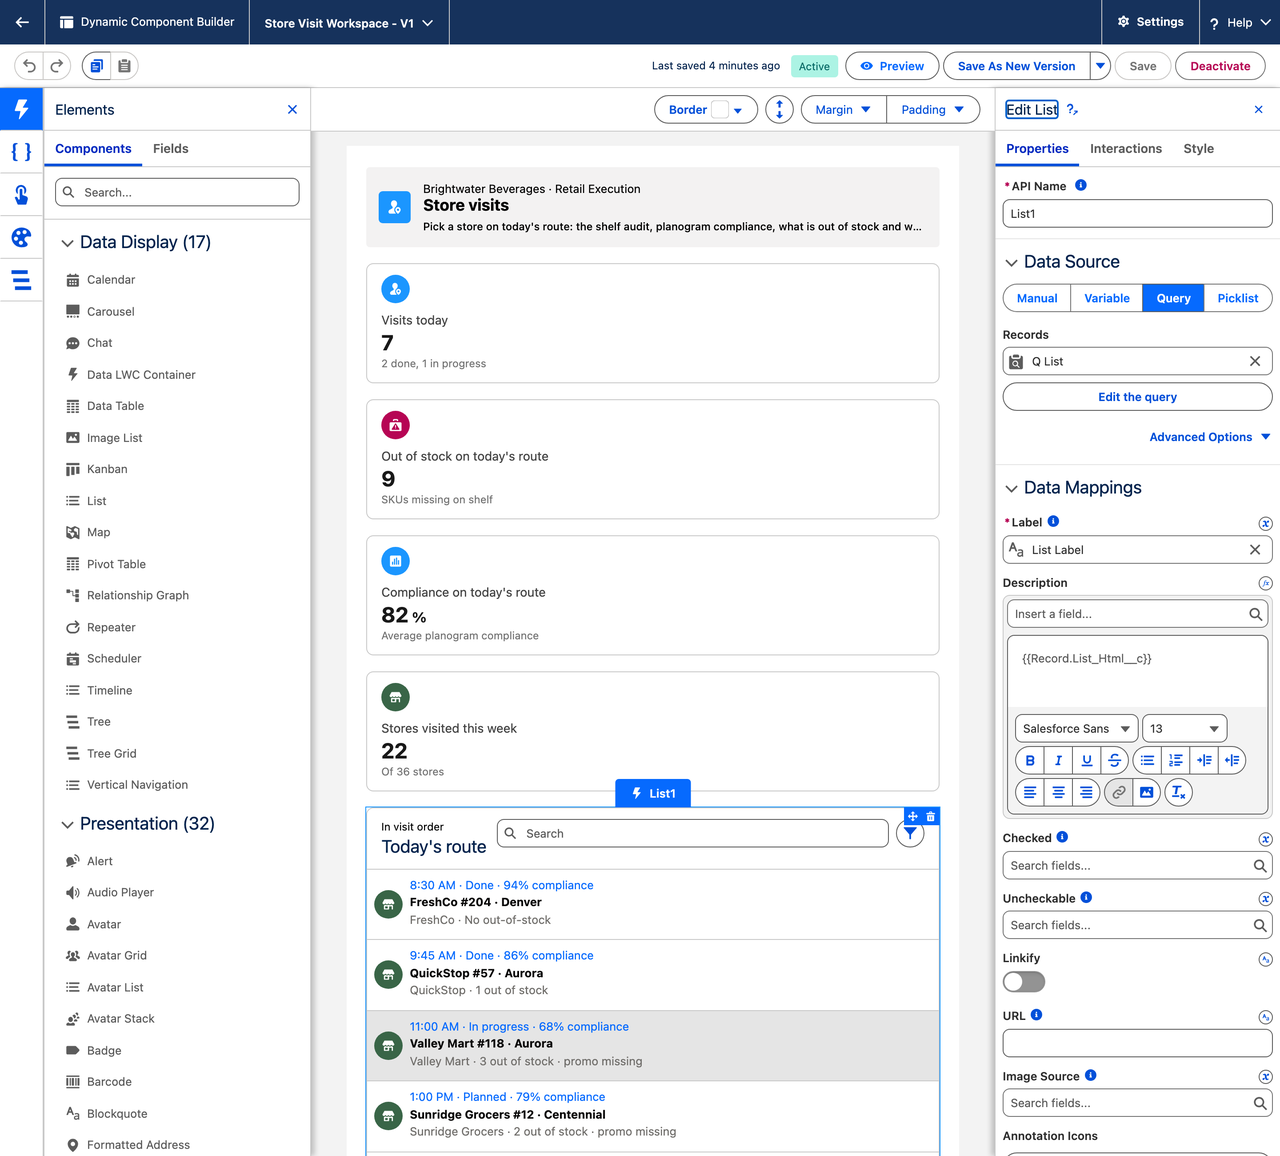 Dynamic Component Builder
Store Visit Workspace - V1
Settings
Help
Last saved 4 minutes ago
Active
Preview
Save As New Version
Save
Deactivate
Elements
Components
Fields
Search...
Data Display (17)
Calendar
Carousel
Chat
Data LWC Container
Data Table
Image List
Kanban
List
Map
Pivot Table
Relationship Graph
Repeater
Scheduler
Timeline
Tree
Tree Grid
Vertical Navigation
Presentation (32)
Alert
Audio Player
Avatar
Avatar Grid
Avatar List
Avatar Stack
Badge
Barcode
Blockquote
Formatted Address
Border
Margin
Padding
Brightwater Beverages · Retail Execution
Store visits
Pick a store on today's route: the shelf audit, planogram compliance, what is out of stock and w...
Visits today
7
2 done, 1 in progress
Out of stock on today's route
9
SKUs missing on shelf
Compliance on today's route
82 %
Average planogram compliance
Stores visited this week
22
Of 36 stores
List1
In visit order
Today's route
Search
8:30 AM · Done · 94% compliance
FreshCo #204 · Denver
FreshCo · No out-of-stock
9:45 AM · Done · 86% compliance
QuickStop #57 · Aurora
QuickStop · 1 out of stock
11:00 AM · In progress · 68% compliance
Valley Mart #118 · Aurora
Valley Mart · 3 out of stock · promo missing
1:00 PM · Planned · 79% compliance
Sunridge Grocers #12 · Centennial
Sunridge Grocers · 2 out of stock · promo missing
Edit List
Properties
Interactions
Style
* API Name
List1
Data Source
Manual
Variable
Query
Picklist
Records
Q List
Edit the query
Advanced Options
Data Mappings
* Label
List Label
Description
Insert a field...
{{Record.List_Html__c}}
Salesforce Sans
13
Checked
Search fields...
Uncheckable
Search fields...
Linkify
URL
Image Source
Search fields...
Annotation Icons